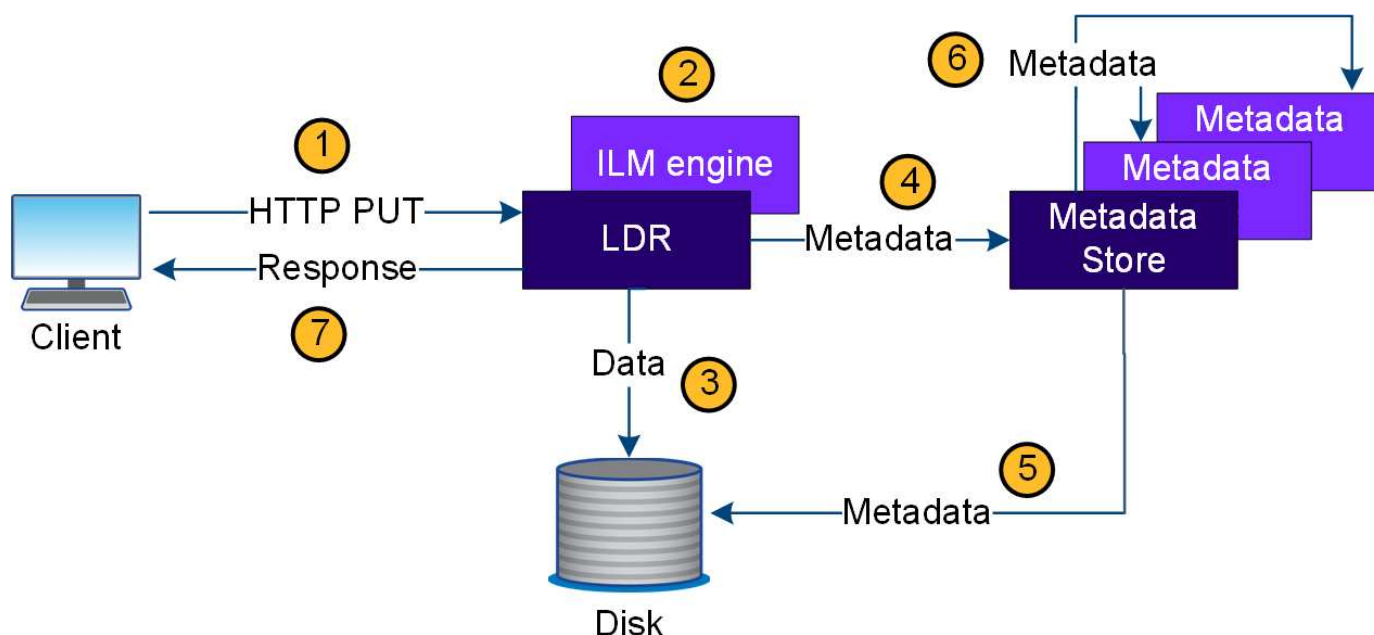 6
Metadata
2
Metadata
1
ILM engine
Metadata
4
HTTP PUT
LDR
Metadata
Metadata
Store
Response
Client
7
Data
3
5
Metadata
Disk